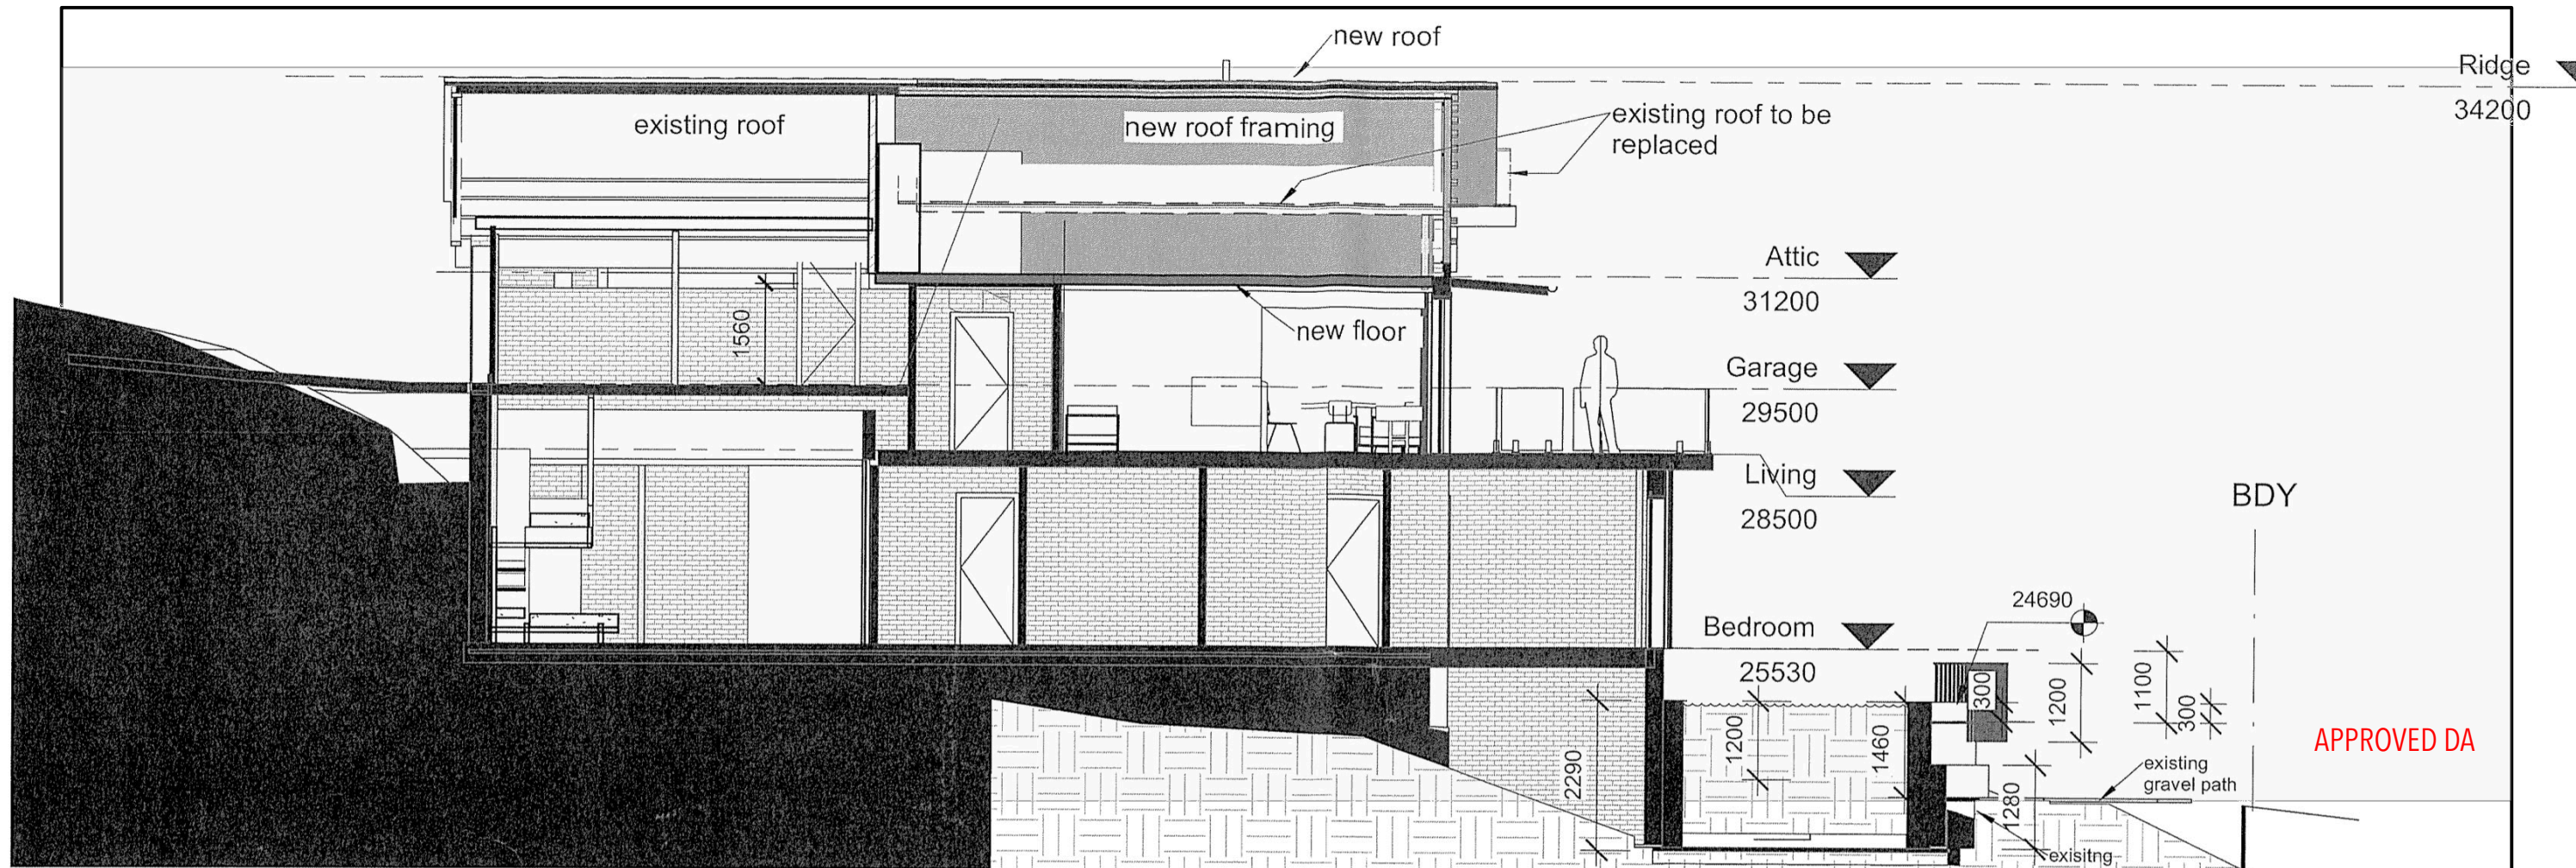 new roof
Ridge
34200
existing roof
new roof framing
existing roof to be
replaced
Attic
31200
1560
new floor
Garage
29500
Living
28500
BDY
24690
Bedroom
25530
300
1200
1100
300
2290
1200
1460
1280
existing
gravel path
APPROVED DA
exisitng